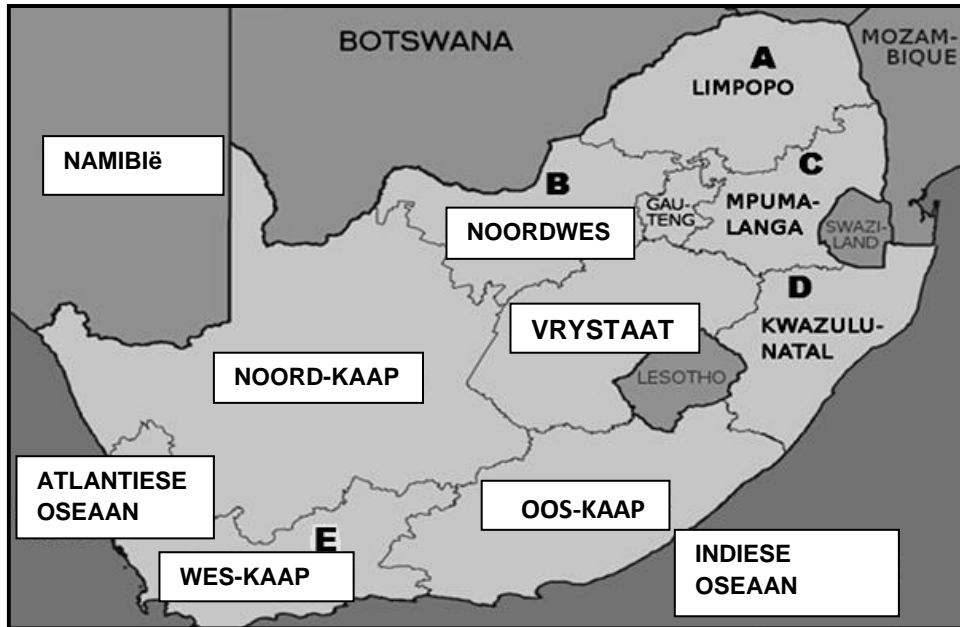 BOTSWANA
MOZAM-
BIQUE
A
LIMPOPO
NAMIBIë
B
C
NOORDWES
GAU-
TENG
MPUMA-
LANGA
SWAZI-
LAND
D
KWAZULU-
NATAL
VRYSTAAT
LESOTHO
NOORD-KAAP
ATLANTIESE
OSEAAN
OOS-KAAP
E
WES-KAAP
INDIESE
OSEAAN